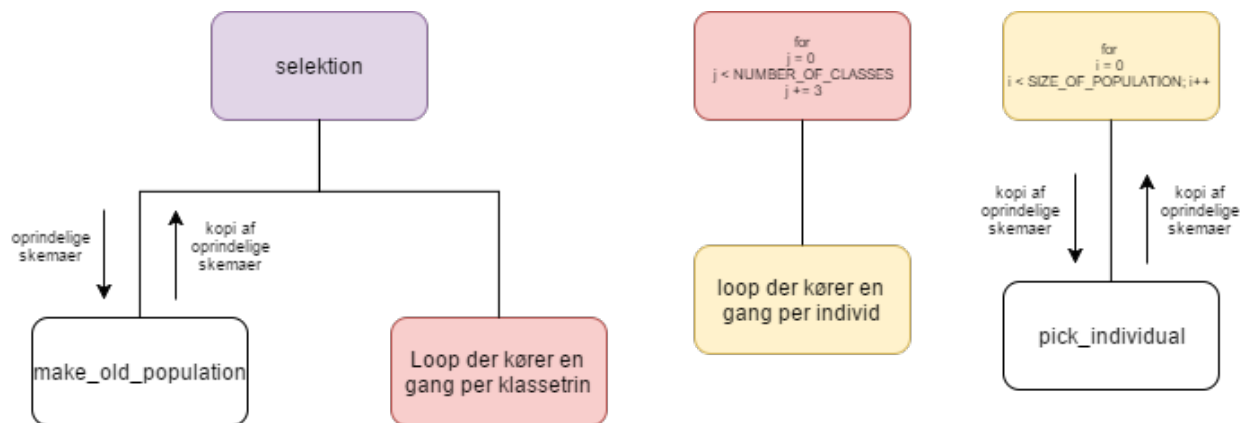 selektion
oprindelige
skemaer
kopi af
oprindelige
skemaer
make_old_population
Loop der kører en
gang per klassetrin
for
j = 0
j < NUMBER_OF_CLASSES
j += 3
loop der kører en
gang per individ
for
i = 0
i < SIZE_OF_POPULATION; i++
kopi af
oprindelige
skemaer
kopi af
oprindelige
skemaer
pick_individual